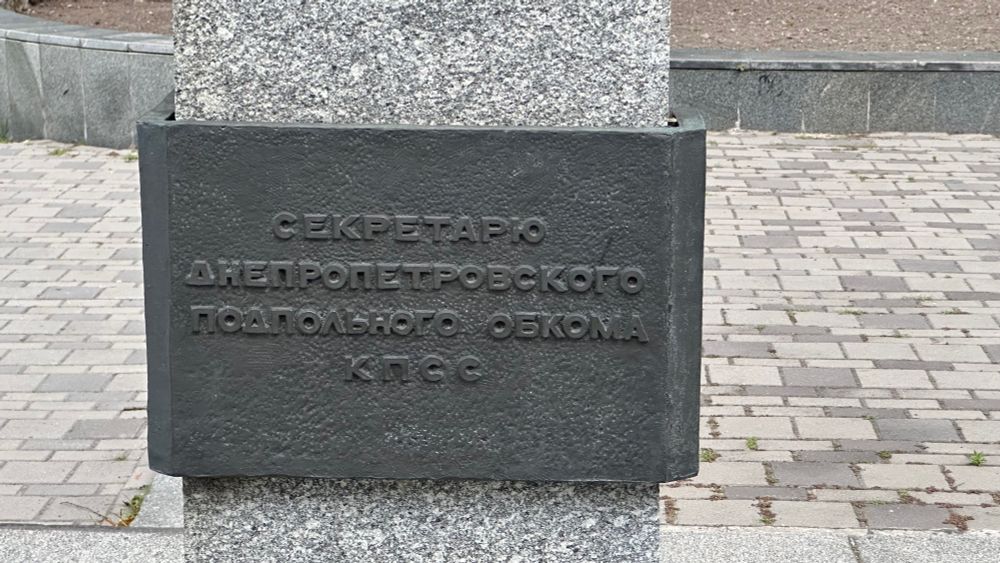 СЕКРЕТАРЮ
ДНЕПРОПЕТРОВСКОГО
ПОДПОЛЬНОГО ОБКОМА
КПСС